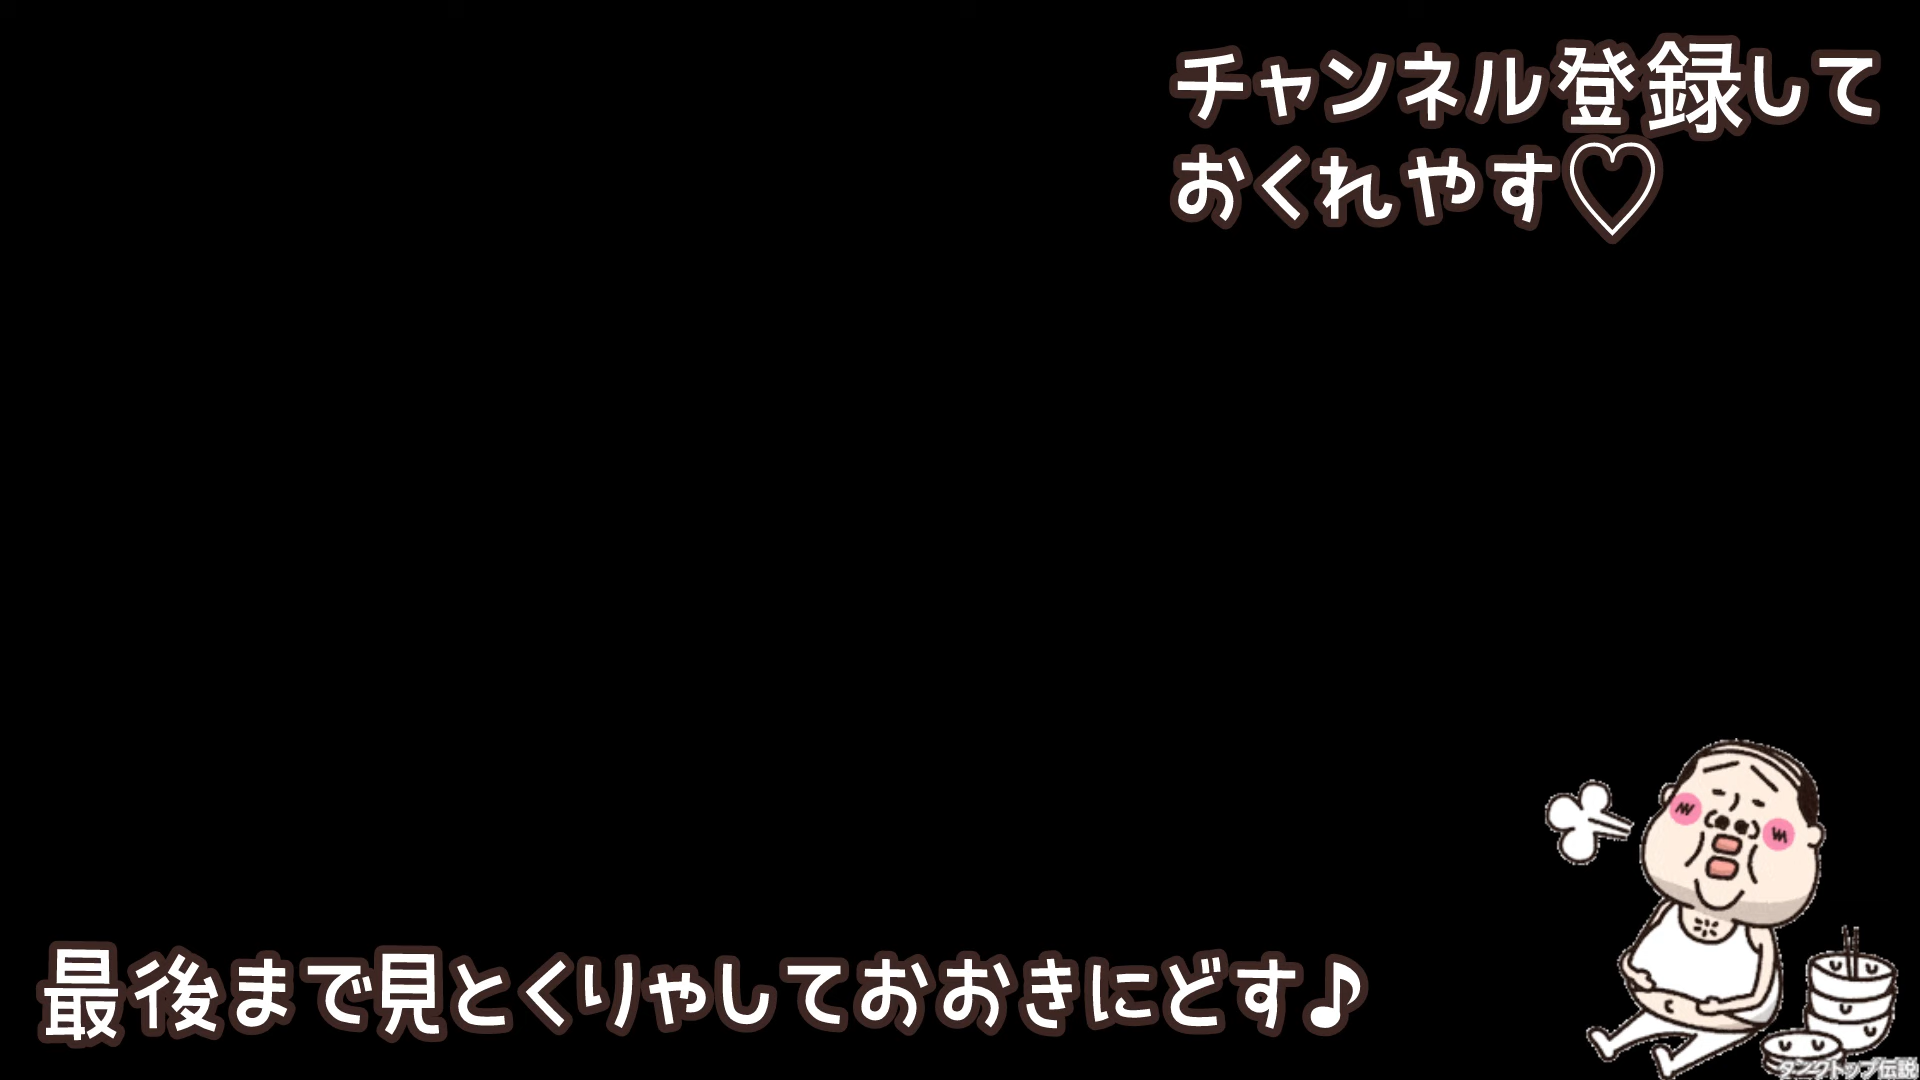 チャンネル登録して
おくれやす♡
最後まで見とくりゃしておおきにどす♪
タンクトップ伝説